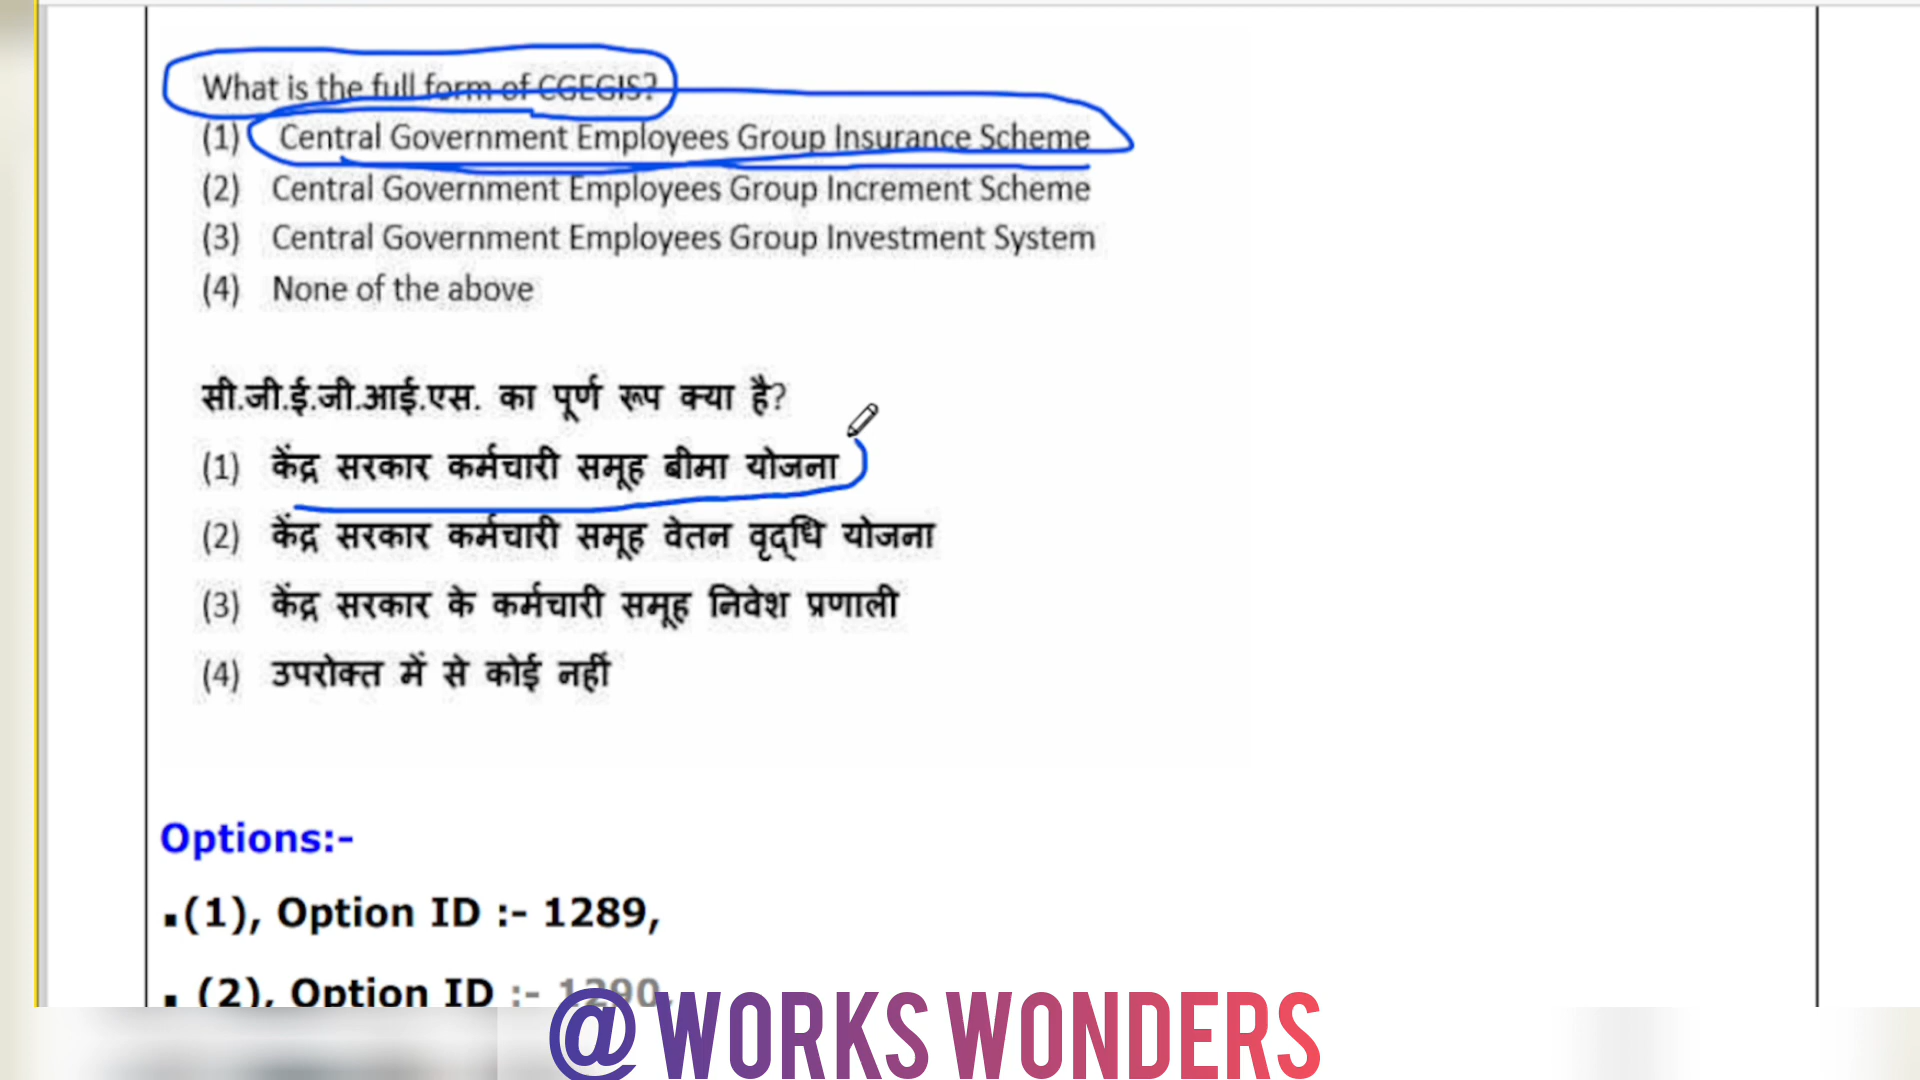 What is the full form of CGEGIS?
(1) Central Government Employees Group Insurance Scheme
(2) Central Government Employees Group Increment Scheme
(3) Central Government Employees Group Investment System
(4) None of the above
सी.जी.ई.जी.आई.एस. का पूर्ण रूप क्या है?
(1) केंद्र सरकार कर्मचारी समूह बीमा योजना
(2) केंद्र सरकार कर्मचारी समूह वेतन वृद्धि योजना
(3) केंद्र सरकार के कर्मचारी समूह निवेश प्रणाली
(4) उपरोक्त में से कोई नहीं
Options:-
▪(1), Option ID :- 1289,
▪ (2), Option ID :- 1290,
@ WORKS WONDERS